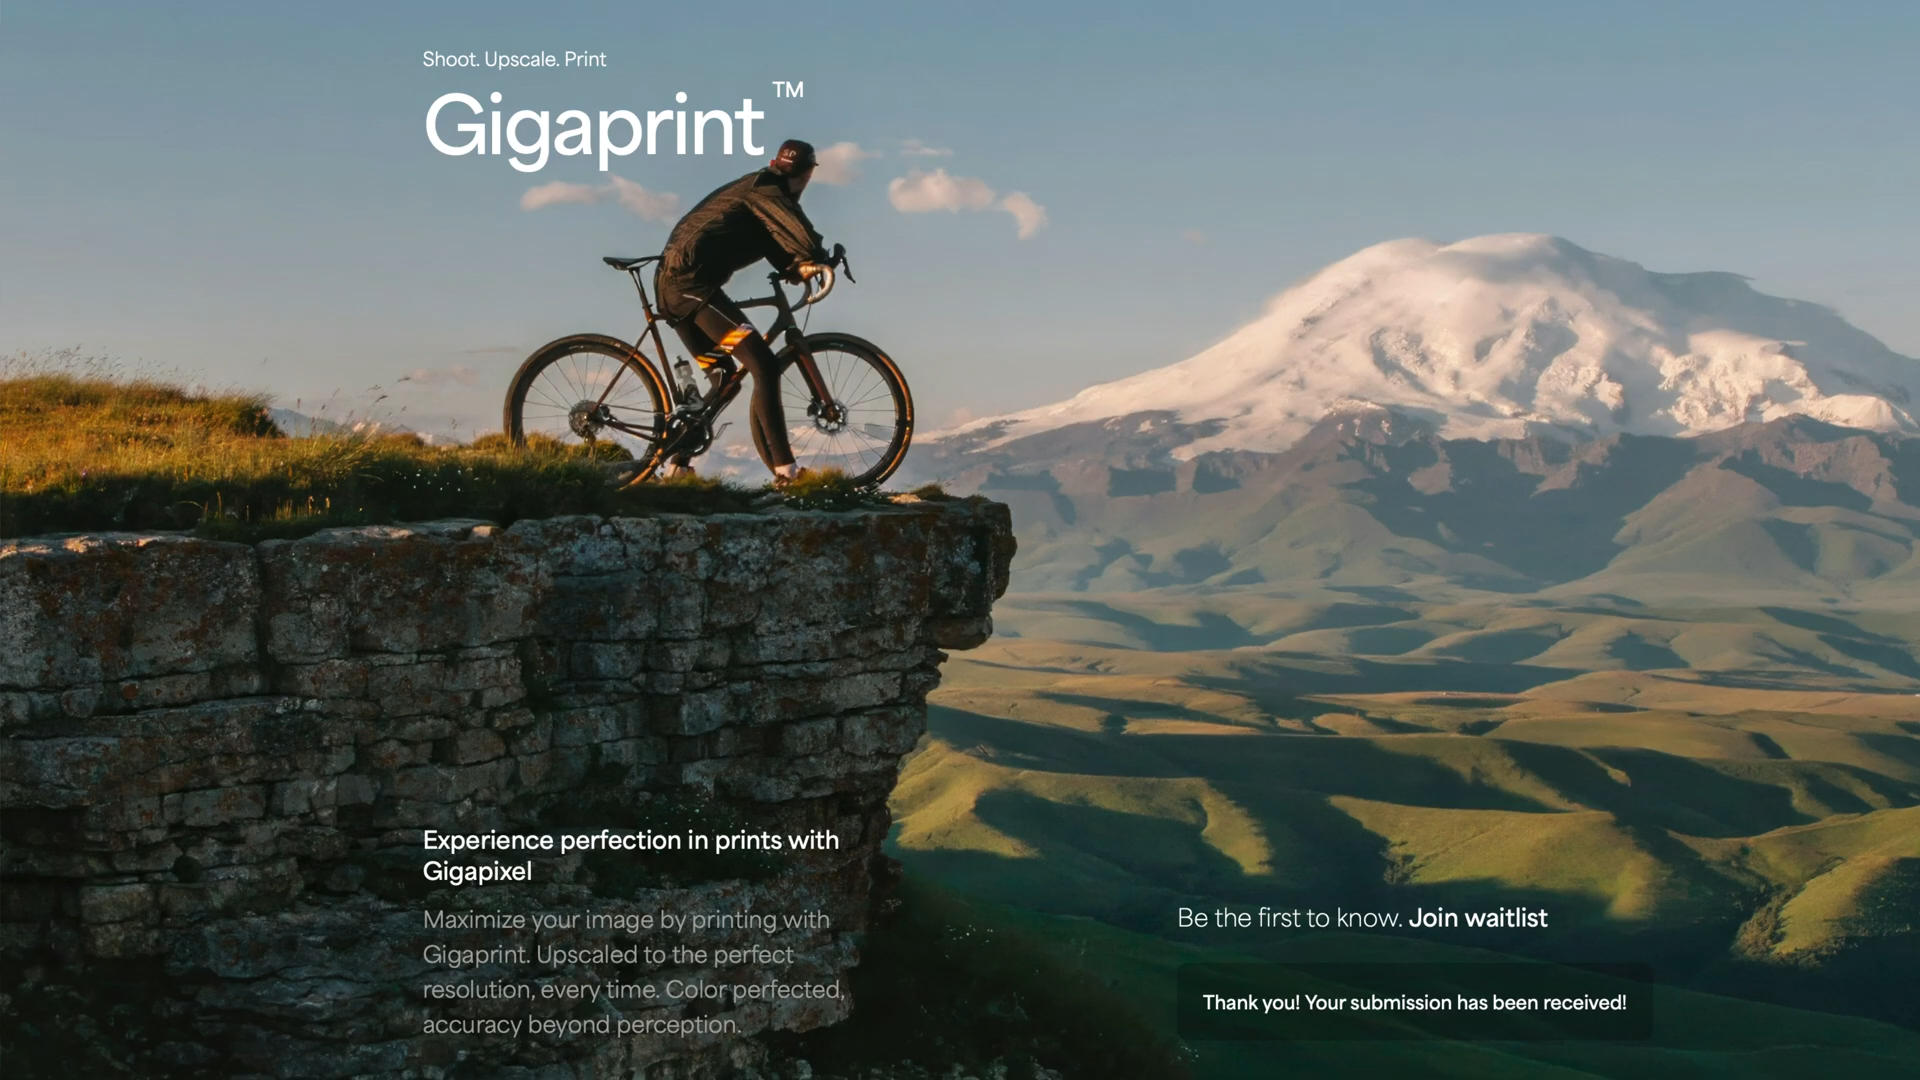 Shoot. Upscale. Print
Gigaprint™
Experience perfection in prints with
Gigapixel
Maximize your image by printing with
Gigaprint. Upscaled to the perfect
resolution, every time. Color perfected,
accuracy beyond perception.
Be the first to know. Join waitlist
Thank you! Your submission has been received!